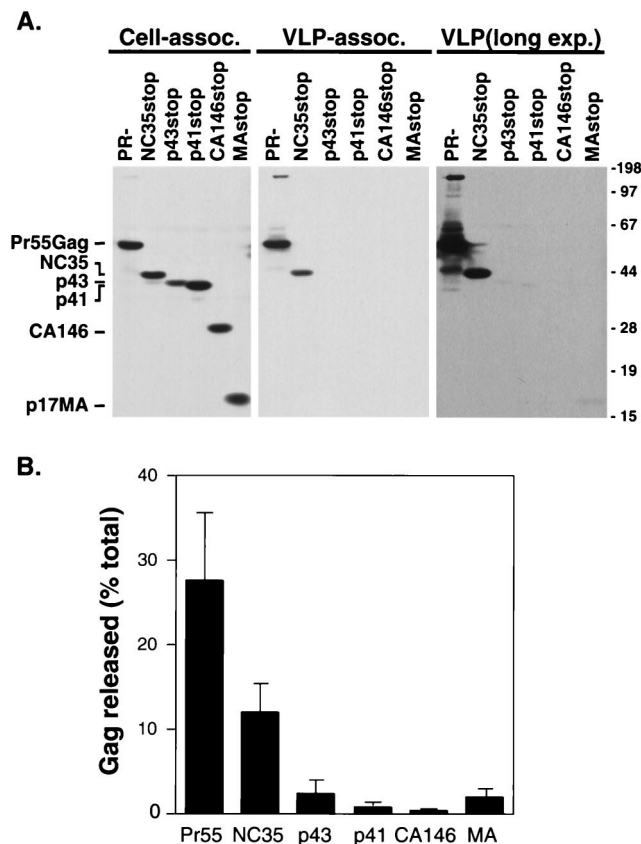 A.
Cell-assoc. VLP-assoc. VLP(long exp.)
PR- NC35stop p43stop p41stop CA146stop MAstop PR- NC35stop p43stop p41stop CA146stop MAstop PR- NC35stop p43stop p41stop CA146stop MAstop
-198
- 97
- 67
Pr55Gag –
NC35
- 44
p43
p41
CA146 –
- 28
- 19
p17MA –
- 15
B.
Gag released (% total)
40
30
20
10
0
Pr55 NC35 p43 p41 CA146 MA